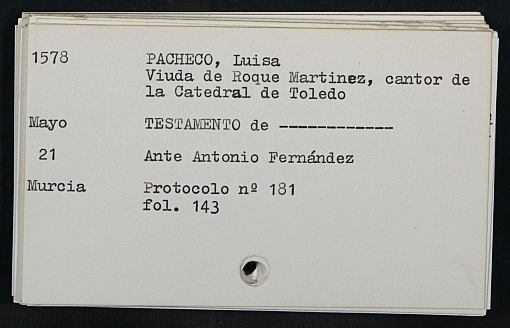 1578 PACHECO, Luisa
Viuda de Roque Martinez, cantor de
la Catedral de Toledo
Mayo TESTAMENTO de ------------
21 Ante Antonio Fernández
Murcia Protocolo nº 181
fol. 143